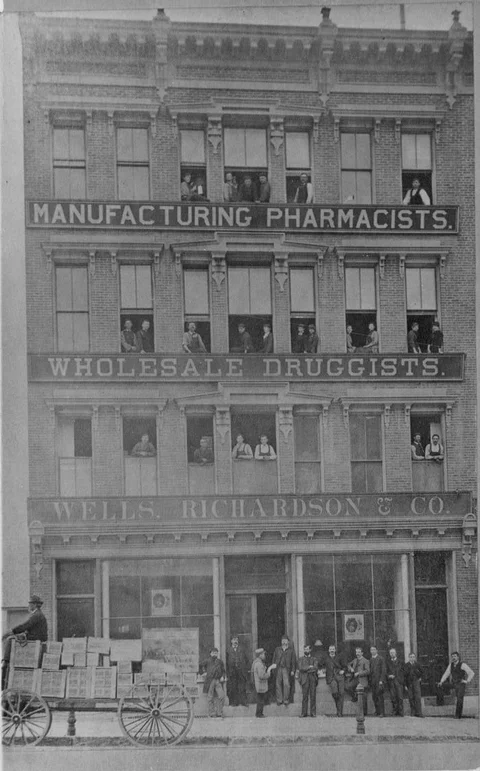 MANUFACTURING PHARMACISTS.
WHOLESALE DRUGGISTS.
WELLS, RICHARDSON & CO.